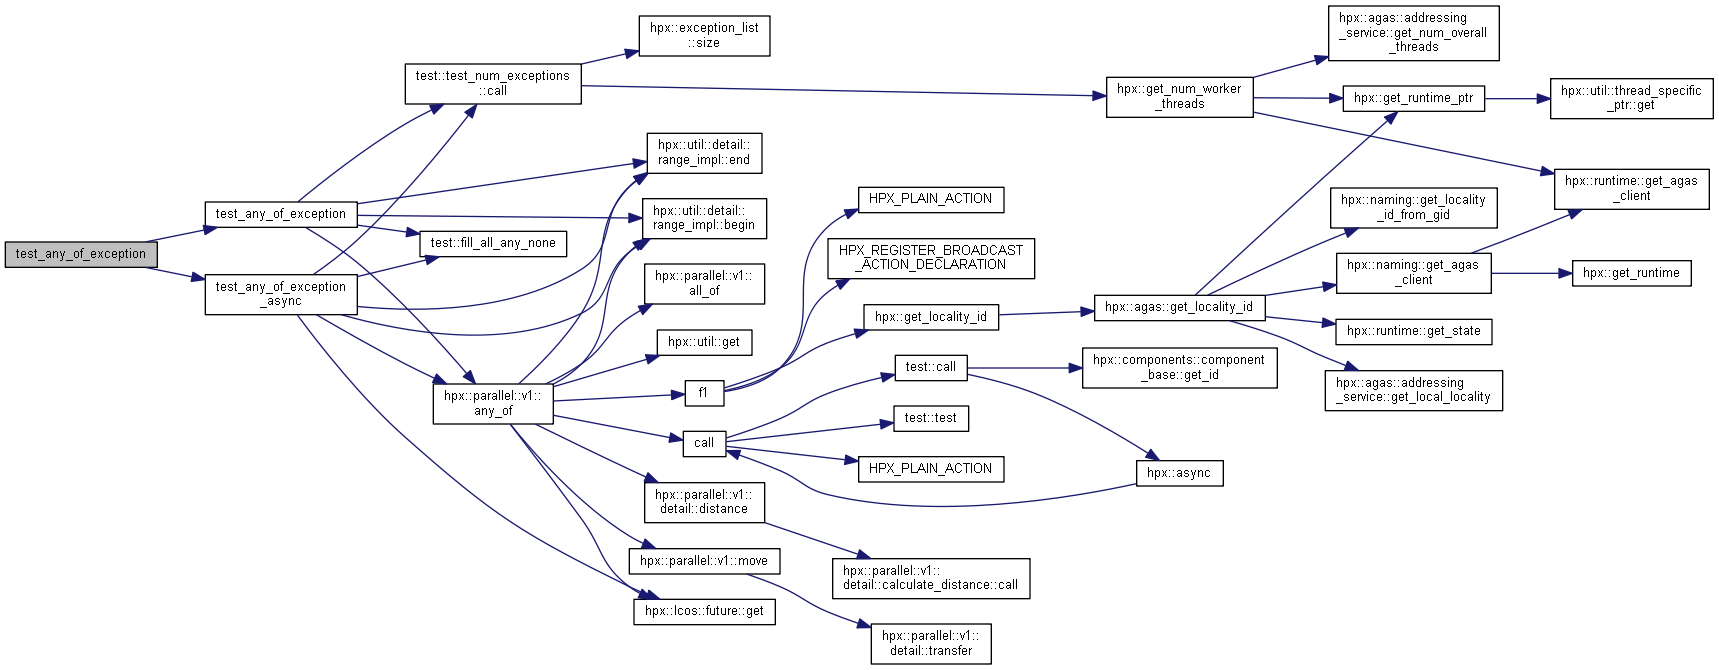 test_any_of_exception
test_any_of_exception
test_any_of_exception
_async
test::test_num_exceptions
::call
test::fill_all_any_none
hpx::parallel::v1::
any_of
hpx::exception_list
::size
hpx::util::detail::
range_impl::end
hpx::util::detail::
range_impl::begin
hpx::parallel::v1::
all_of
hpx::util::get
f1
call
hpx::parallel::v1::
detail::distance
hpx::parallel::v1::move
hpx::lcos::future::get
HPX_PLAIN_ACTION
HPX_REGISTER_BROADCAST
_ACTION_DECLARATION
hpx::get_locality_id
test::call
test::test
HPX_PLAIN_ACTION
hpx::parallel::v1::
detail::calculate_distance::call
hpx::parallel::v1::
detail::transfer
hpx::get_num_worker
_threads
hpx::agas::get_locality_id
hpx::components::component
_base::get_id
hpx::async
hpx::agas::addressing
_service::get_num_overall
_threads
hpx::get_runtime_ptr
hpx::naming::get_locality
_id_from_gid
hpx::naming::get_agas
_client
hpx::runtime::get_state
hpx::agas::addressing
_service::get_local_locality
hpx::util::thread_specific
_ptr::get
hpx::runtime::get_agas
_client
hpx::get_runtime